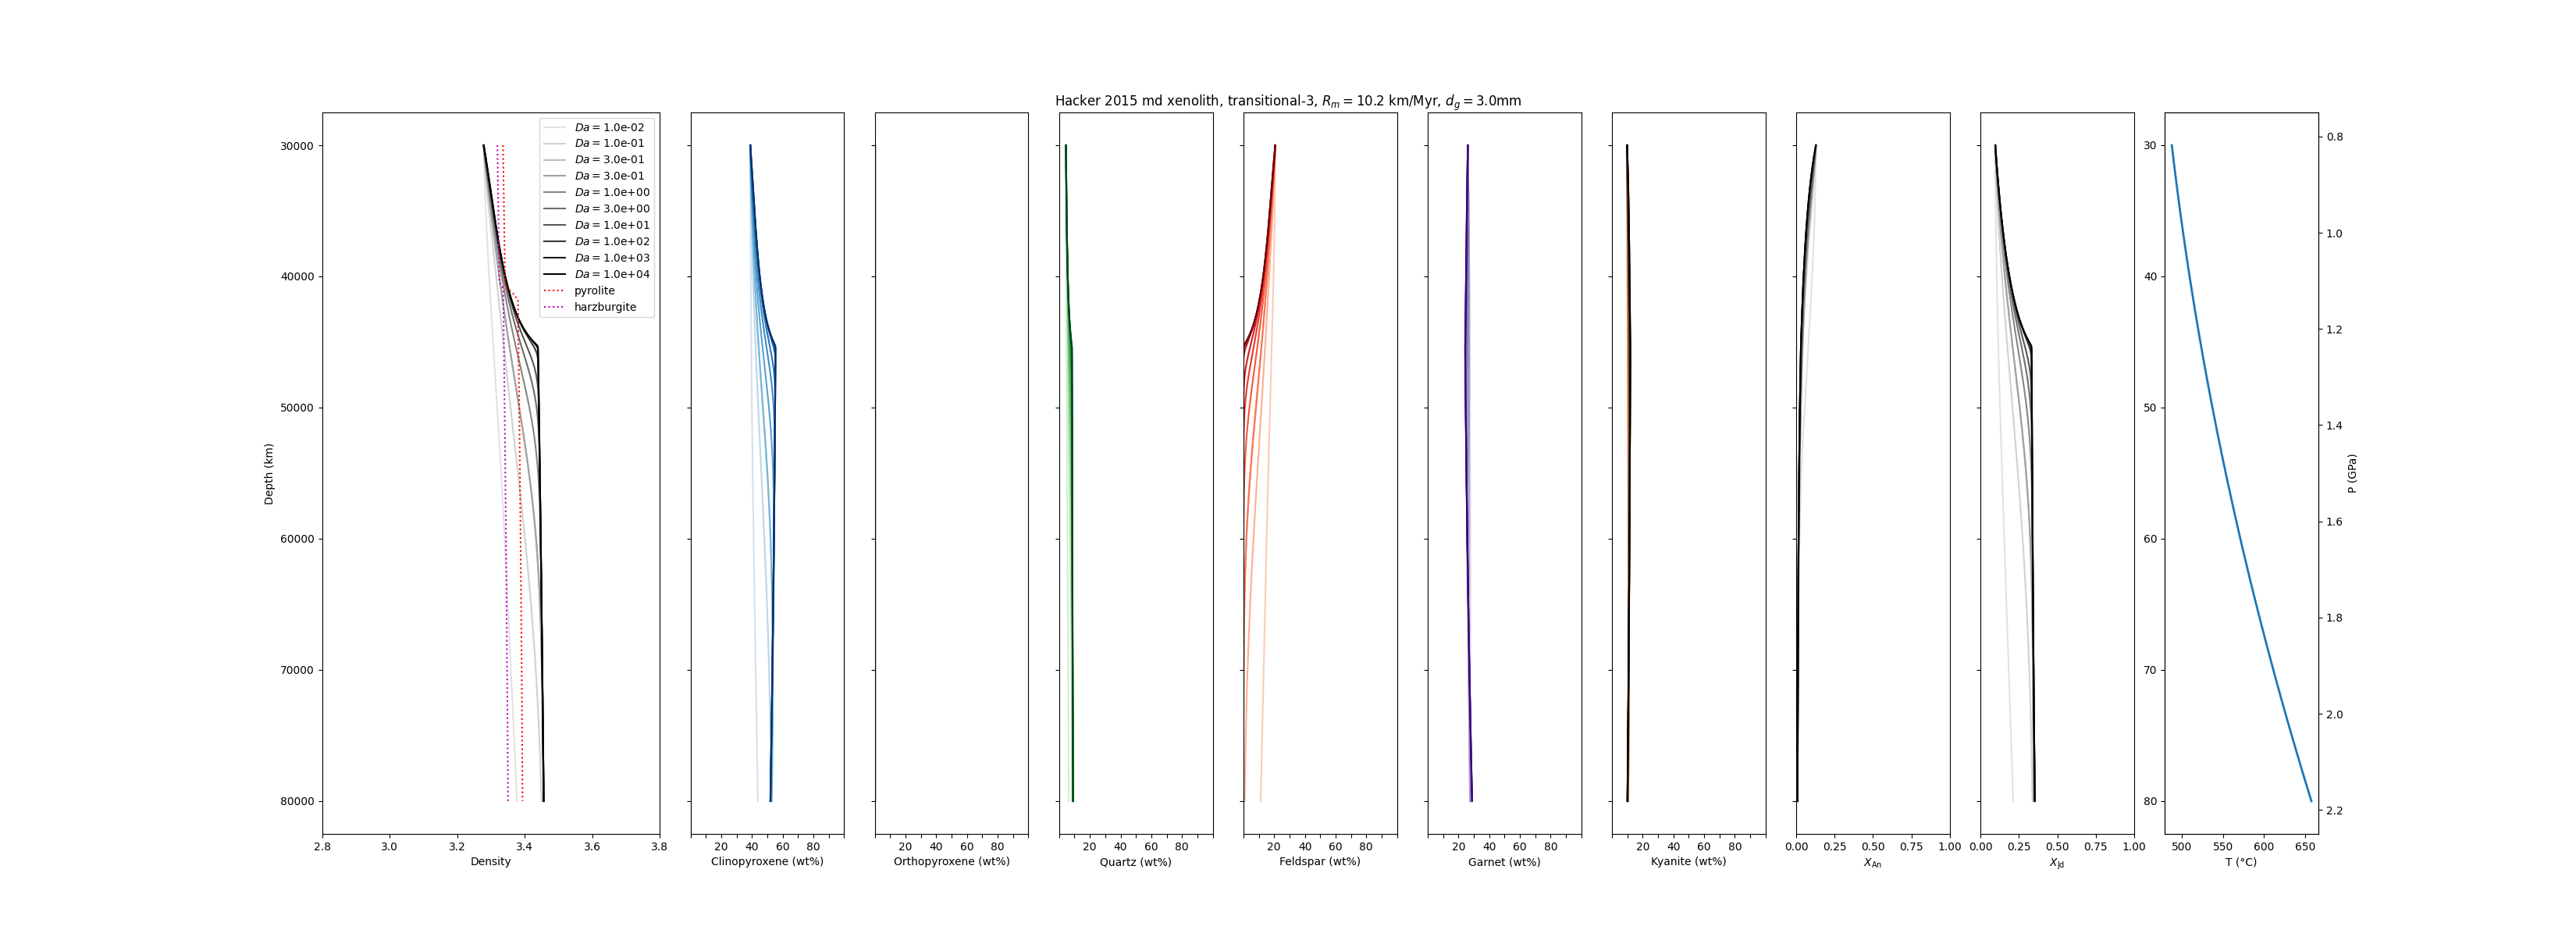 Hacker 2015 md xenolith, transitional-3, R_m = 10.2 km/Myr, d_g = 3.0mm
Da = 1.0e-02
Da = 1.0e-01
Da = 3.0e-01
Da = 3.0e-01
Da = 1.0e+00
Da = 3.0e+00
Da = 1.0e+01
Da = 1.0e+02
Da = 1.0e+03
Da = 1.0e+04
pyrolite
harzburgite
Depth (km)
30000
40000
50000
60000
70000
80000
2.8 3.0 3.2 3.4 3.6 3.8
Density
20 40 60 80
Clinopyroxene (wt%)
20 40 60 80
Orthopyroxene (wt%)
20 40 60 80
Quartz (wt%)
20 40 60 80
Feldspar (wt%)
20 40 60 80
Garnet (wt%)
20 40 60 80
Kyanite (wt%)
0.00 0.25 0.50 0.75 1.00
X_An
0.00 0.25 0.50 0.75 1.00
X_Jd
30
40
50
60
70
80
500 550 600 650
T (°C)
0.8
1.0
1.2
1.4
1.6
1.8
2.0
2.2
P (GPa)